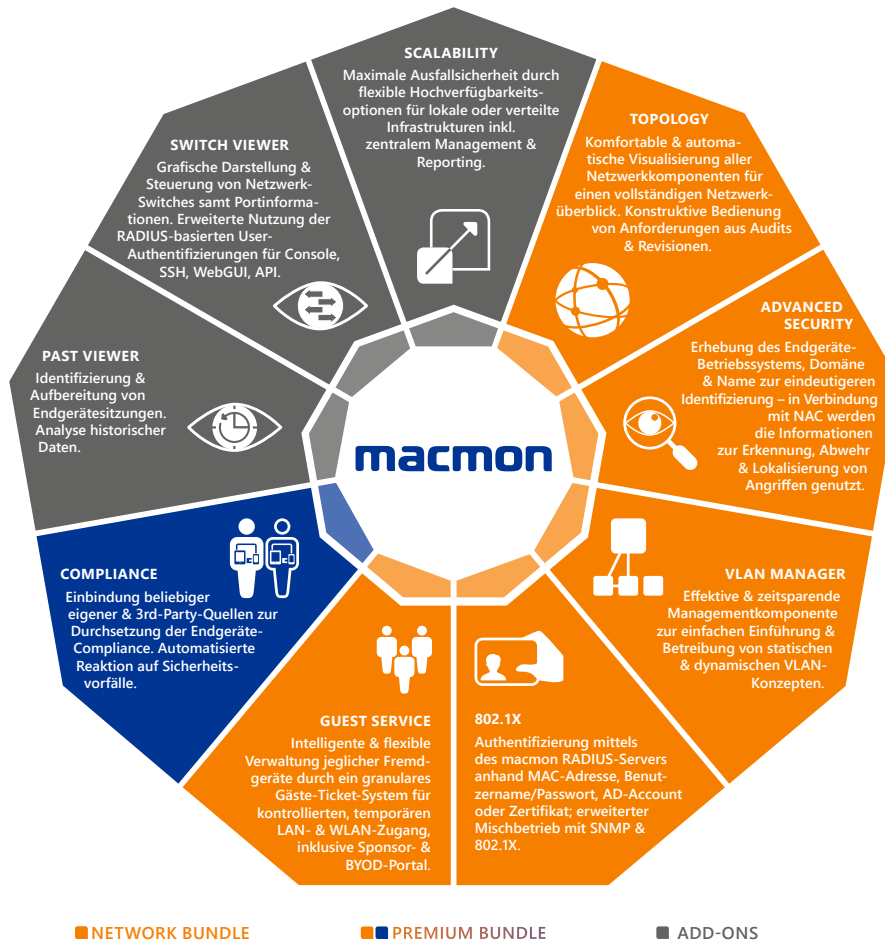 SCALABILITY
Maximale Ausfallsicherheit durch
flexible Hochverfügbarkeits-
optionen für lokale oder verteilte
Infrastrukturen inkl.
zentralem Management &
Reporting.
TOPOLOGY
Komfortable & automa-
tische Visualisierung aller
Netzwerkkomponenten für
einen vollständigen Netzwerk-
überblick. Konstruktive Bedienung
von Anforderungen aus Audits
& Revisionen.
ADVANCED
SECURITY
Erhebung des Endgeräte-
Betriebssystems, Domäne
& Name zur eindeutigeren
Identifizierung – in Verbindung
mit NAC werden
die Informationen
zur Erkennung, Abwehr
& Lokalisierung von
Angriffen genutzt.
VLAN MANAGER
Effektive & zeitsparende
Managementkomponente
zur einfachen Einführung &
Betreibung von statischen
& dynamischen VLAN-
Konzepten.
802.1X
Authentifizierung mittels
des macmon RADIUS-Servers
anhand MAC-Adresse, Benut-
zername/Passwort, AD-Account
oder Zertifikat; erweiterter
Mischbetrieb mit SNMP &
802.1X.
GUEST SERVICE
Intelligente & flexible
Verwaltung jeglicher Fremd-
geräte durch ein granulares
Gäste-Ticket-System für
kontrollierten, temporären
LAN- & WLAN-Zugang,
inklusive Sponsor- &
BYOD-Portal.
COMPLIANCE
Einbindung beliebiger
eigener & 3rd-Party-Quellen zur
Durchsetzung der Endgeräte-
Compliance. Automatisierte
Reaktion auf Sicherheits-
vorfälle.
PAST VIEWER
Identifizierung &
Aufbereitung von
Endgerätesitzungen.
Analyse historischer
Daten.
SWITCH VIEWER
Grafische Darstellung &
Steuerung von Netzwerk-
Switches samt Portinforma-
tionen. Erweiterte Nutzung der
RADIUS-basierten User-
Authentifizierungen für Console,
SSH, WebGUI, API.
macmon
NETWORK BUNDLE
PREMIUM BUNDLE
ADD-ONS